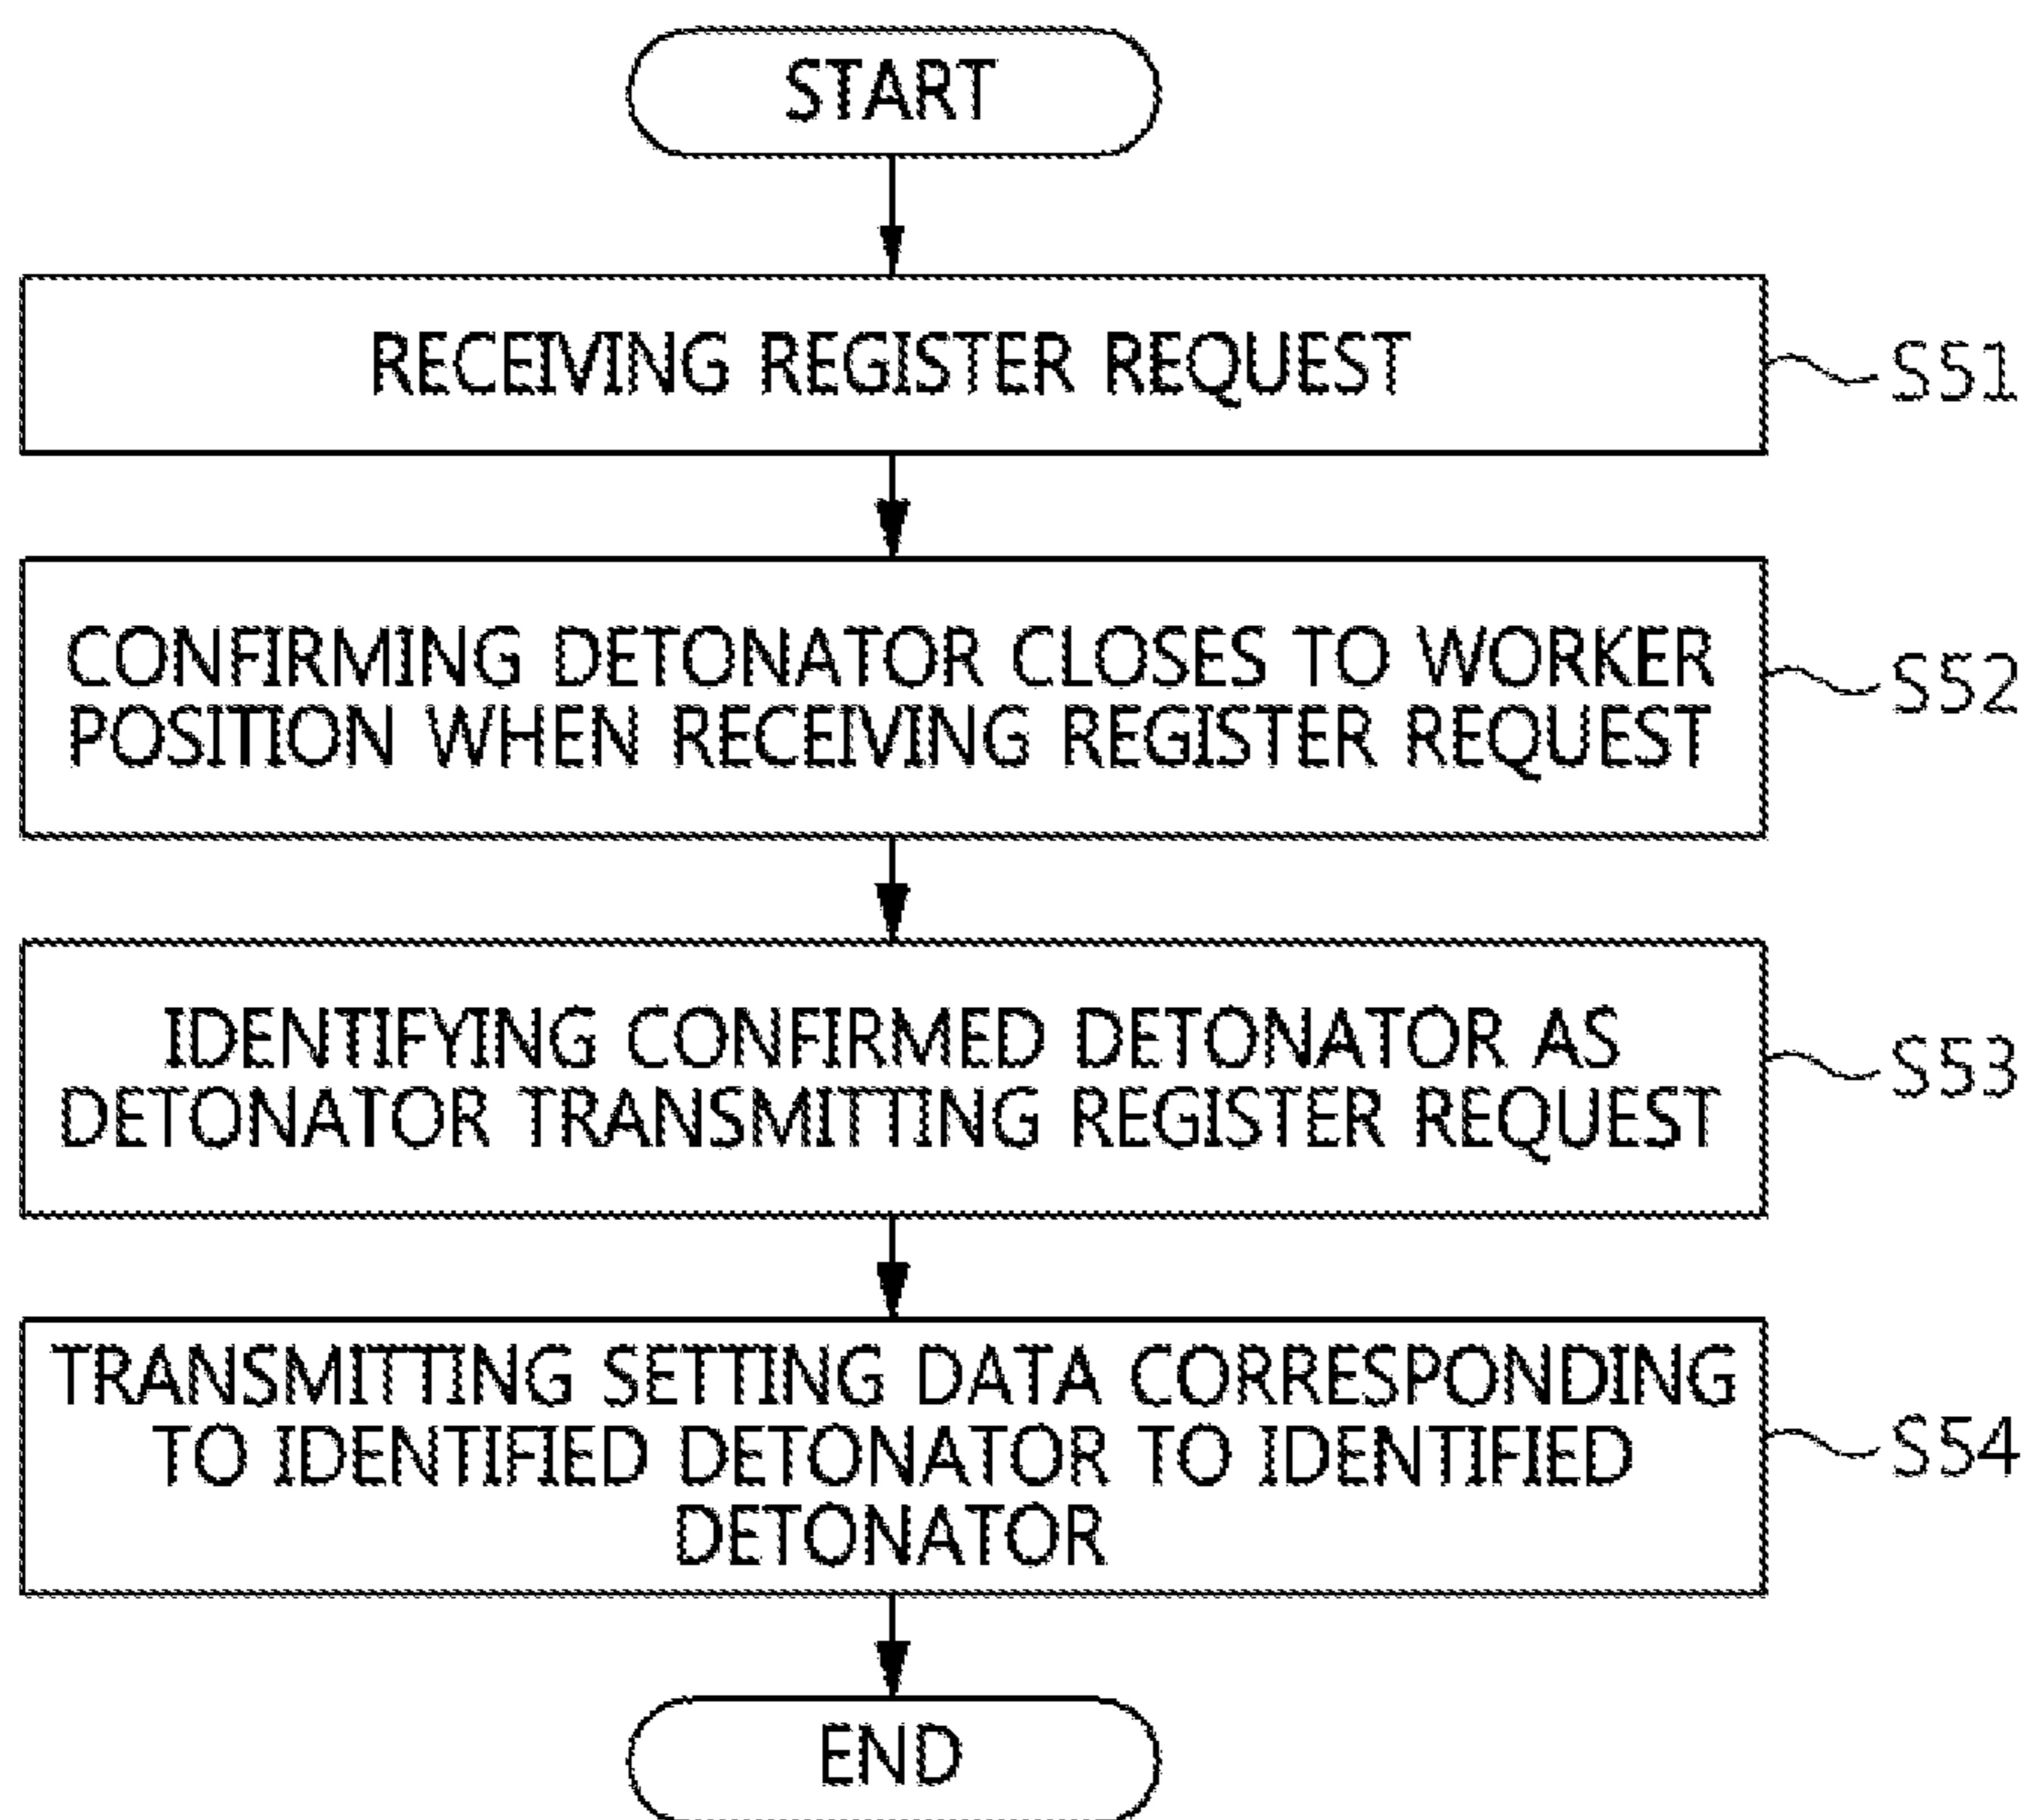 START
RECEIVING REGISTER REQUEST
S51
CONFIRMING DETONATOR CLOSES TO WORKER
POSITION WHEN RECEIVING REGISTER REQUEST
S52
IDENTIFYING CONFIRMED DETONATOR AS
DETONATOR TRANSMITTING REGISTER REQUEST
S53
TRANSMITTING SETTING DATA CORRESPONDING
TO IDENTIFIED DETONATOR TO IDENTIFIED
DETONATOR
S54
END